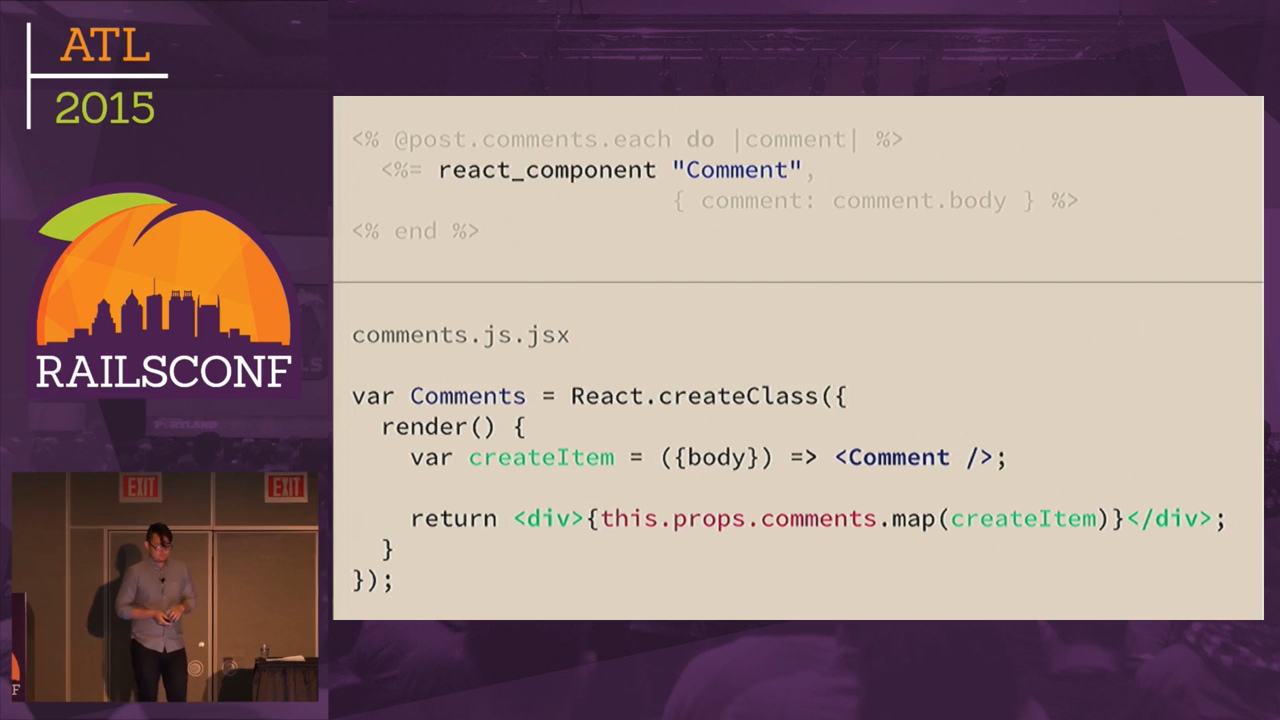 ATL
2015
RAILSCONF
EXIT
EXIT
<% @post.comments.each do |comment| %>
<%= react_component "Comment",
{ comment: comment.body } %>
<% end %>
comments.js.jsx
var Comments = React.createClass({
render() {
var createItem = ({body}) => <Comment />;
return <div>{this.props.comments.map(createItem)}</div>;
}
});